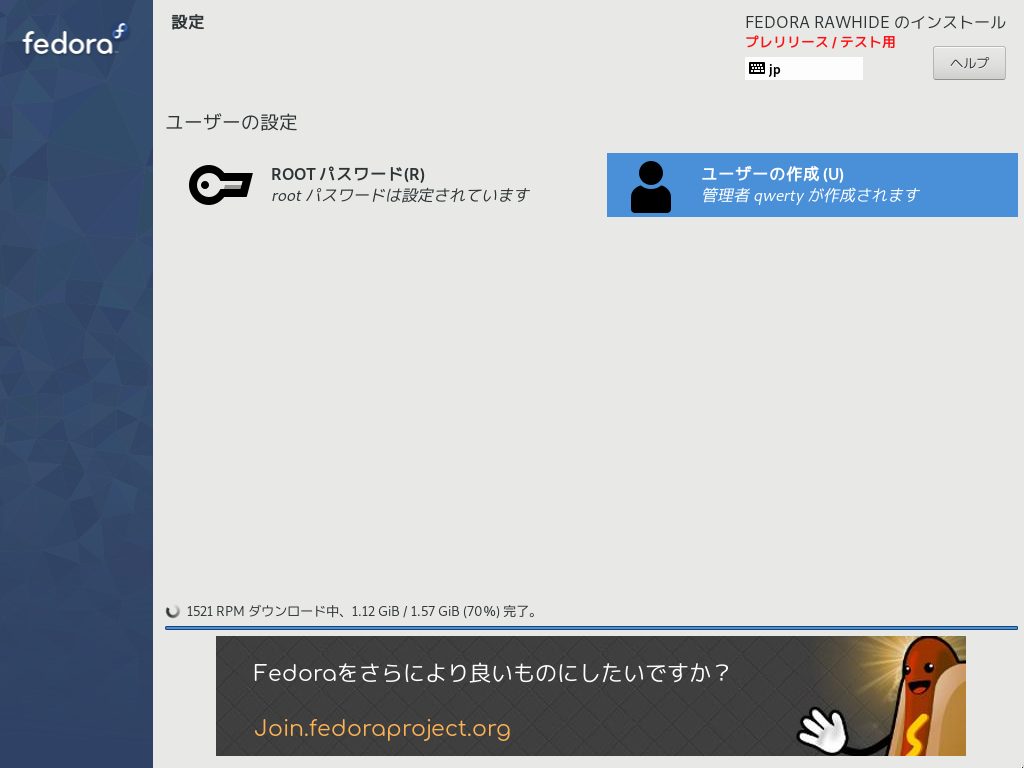 fedora
設定
FEDORA RAWHIDE のインストール
プレリリース / テスト用
jp
ヘルプ
ユーザーの設定
ROOT パスワード(R)
root パスワードは設定されています
ユーザーの作成 (U)
管理者 qwerty が作成されます
1521 RPM ダウンロード中、1.12 GiB / 1.57 GiB (70%) 完了。
Fedoraをさらにより良いものにしたいですか？
Join.fedoraproject.org